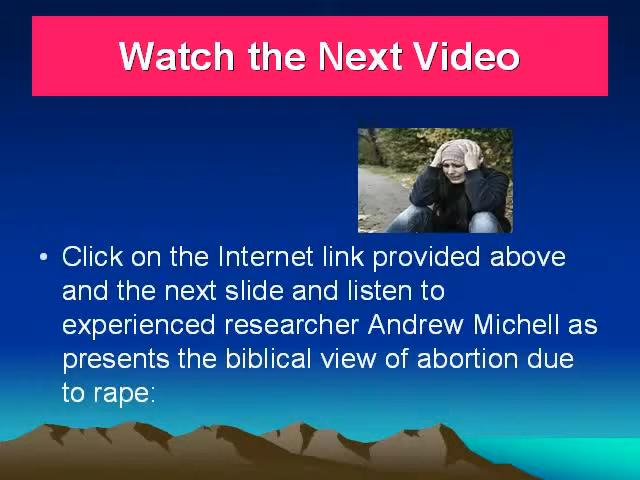 Watch the Next Video
• Click on the Internet link provided above
and the next slide and listen to
experienced researcher Andrew Michell as
presents the biblical view of abortion due
to rape: